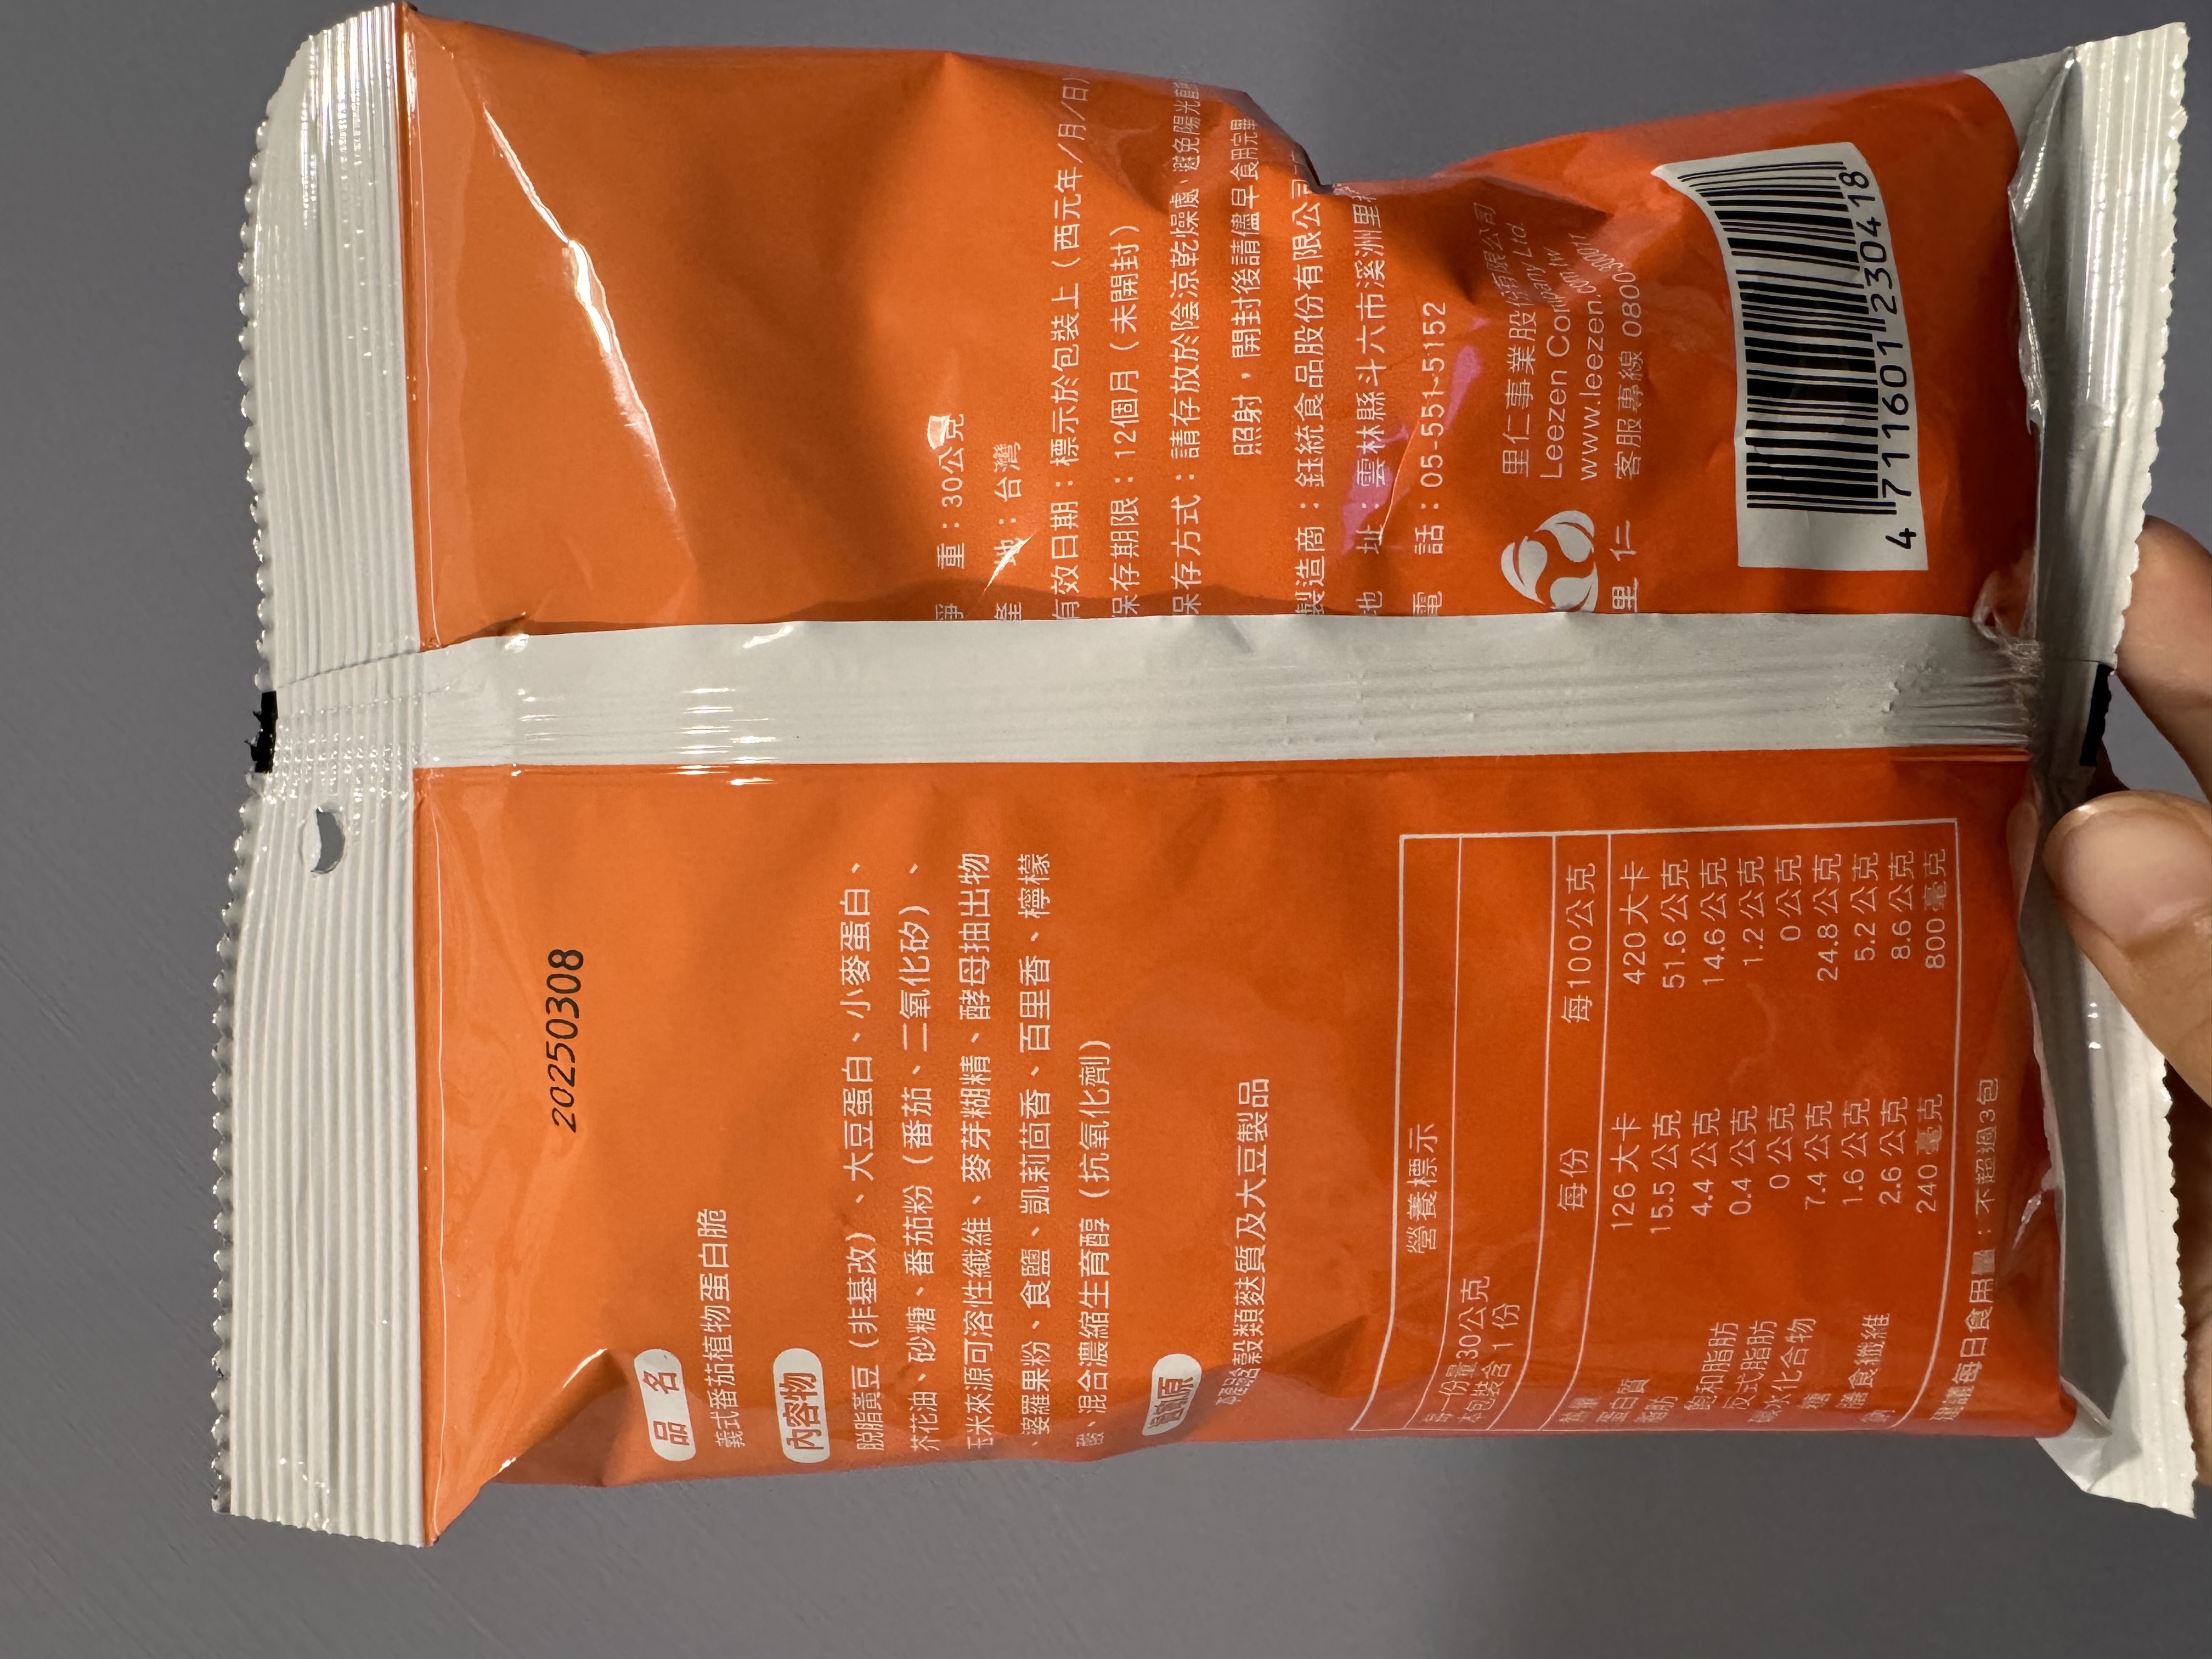 20250308
品 名
義式番茄植物蛋白脆
內容物
脱脂黃豆（非基改）、大豆蛋白、小麥蛋白、
芥花油、砂糖、番茄粉（番茄、二氧化矽）、
玉米來源可溶性纖維、麥芽糊精、酵母抽出物
、婆羅果粉、食鹽、凱莉茴香、百里香、檸檬
酸、混合濃縮生育醇（抗氧化劑）
過敏原
本產品含穀類麩質及大豆製品
營養標示
每一份量30公克
本包裝含 1 份
每份 每100公克
熱量 126 大卡 420 大卡
蛋白質 15.5 公克 51.6 公克
脂肪 4.4 公克 14.6 公克
飽和脂肪 0.4 公克 1.2 公克
反式脂肪 0 公克 0 公克
碳水化合物 7.4 公克 24.8 公克
糖 1.6 公克 5.2 公克
膳食纖維 2.6 公克 8.6 公克
鈉 240 毫克 800 毫克
建議每日食用量：不超過3包
淨 重：30公克
產 地：台灣
有效日期：標示於包裝上（西元年/月/日）
保存期限：12個月（未開封）
保存方式：請存放於陰涼乾燥處、避免陽光直
照射，開封後請儘早食用完畢
製造商：鈺統食品股份有限公司
地 址：雲林縣斗六市溪洲里
電 話：05-551-5152
里仁
里仁事業股份有限公司
Leezen Company Ltd.
www.leezen.com.tw
客服專線 0800
4 711601 230418